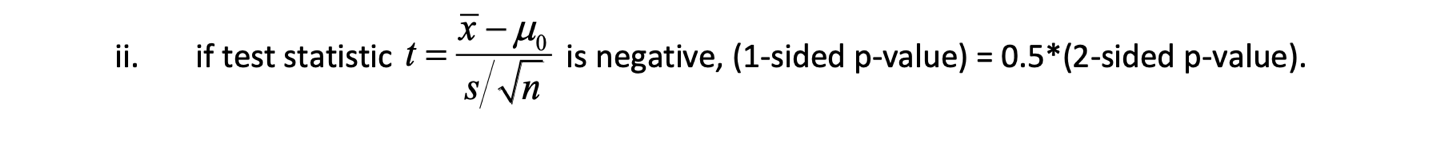 ii. if test statistic t = (x̅ − μ₀) / (s/√n) is negative, (1-sided p-value) = 0.5*(2-sided p-value).